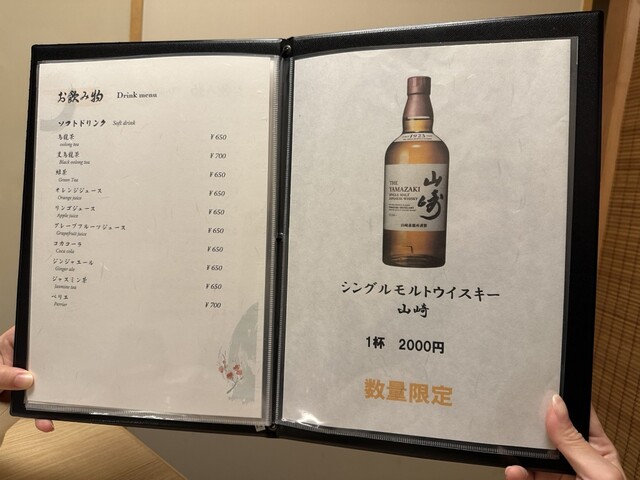 お飲み物 Drink menu
ソフトドリンク Soft drink
烏龍茶 ¥650
oolong tea
黒烏龍茶 ¥700
Black oolong tea
緑茶 ¥650
Green Tea
オレンジジュース ¥650
Orange juice
リンゴジュース ¥650
Apple juice
グレープフルーツジュース ¥650
Grapefruit juice
コカコーラ ¥650
Coca cola
ジンジャエール ¥650
Ginger ale
ジャスミン茶 ¥650
Jasmine tea
ペリエ ¥700
Perrier
1923
THE
YAMAZAKI
SINGLE MALT
JAPANESE WHISKY
山崎
シングルモルトウイスキー
山崎
1杯 2000円
数量限定